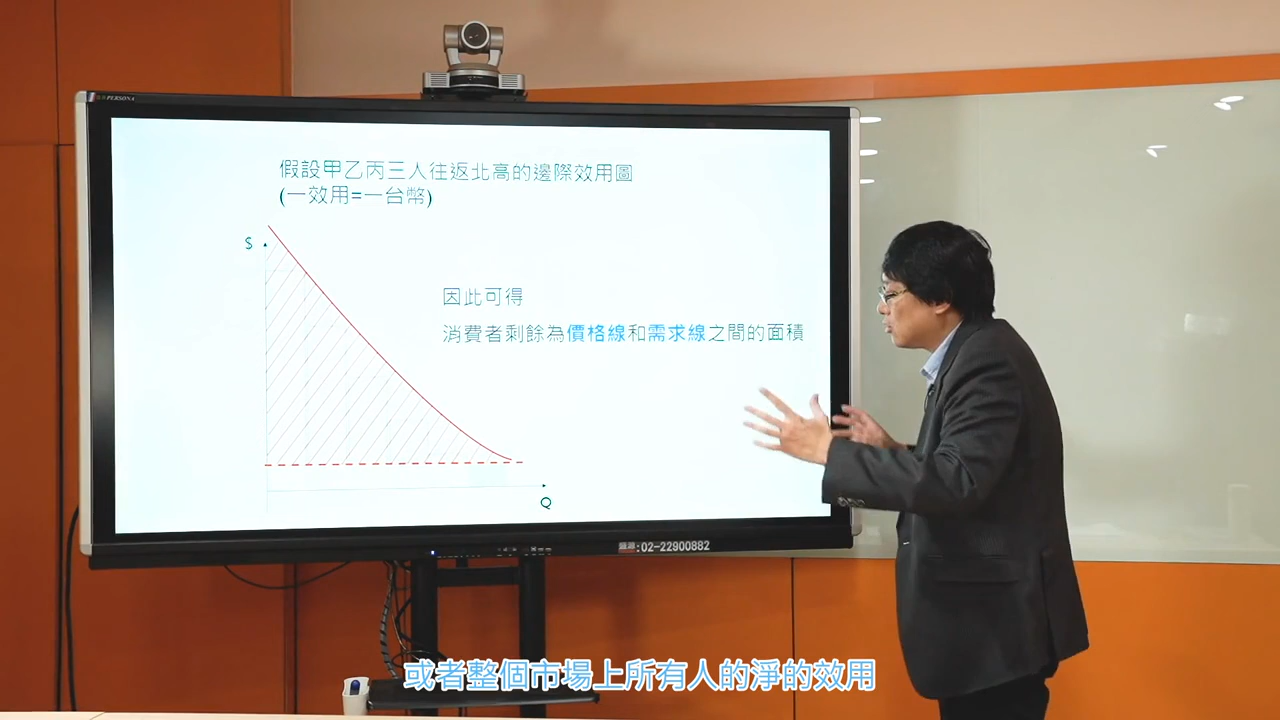 PERSONA
假設甲乙丙三人往返北高的邊際效用圖
(一效用=一台幣)
$
因此可得
消費者剩餘為價格線和需求線之間的面積
Q
:02-22900882
或者整個市場上所有人的淨的效用